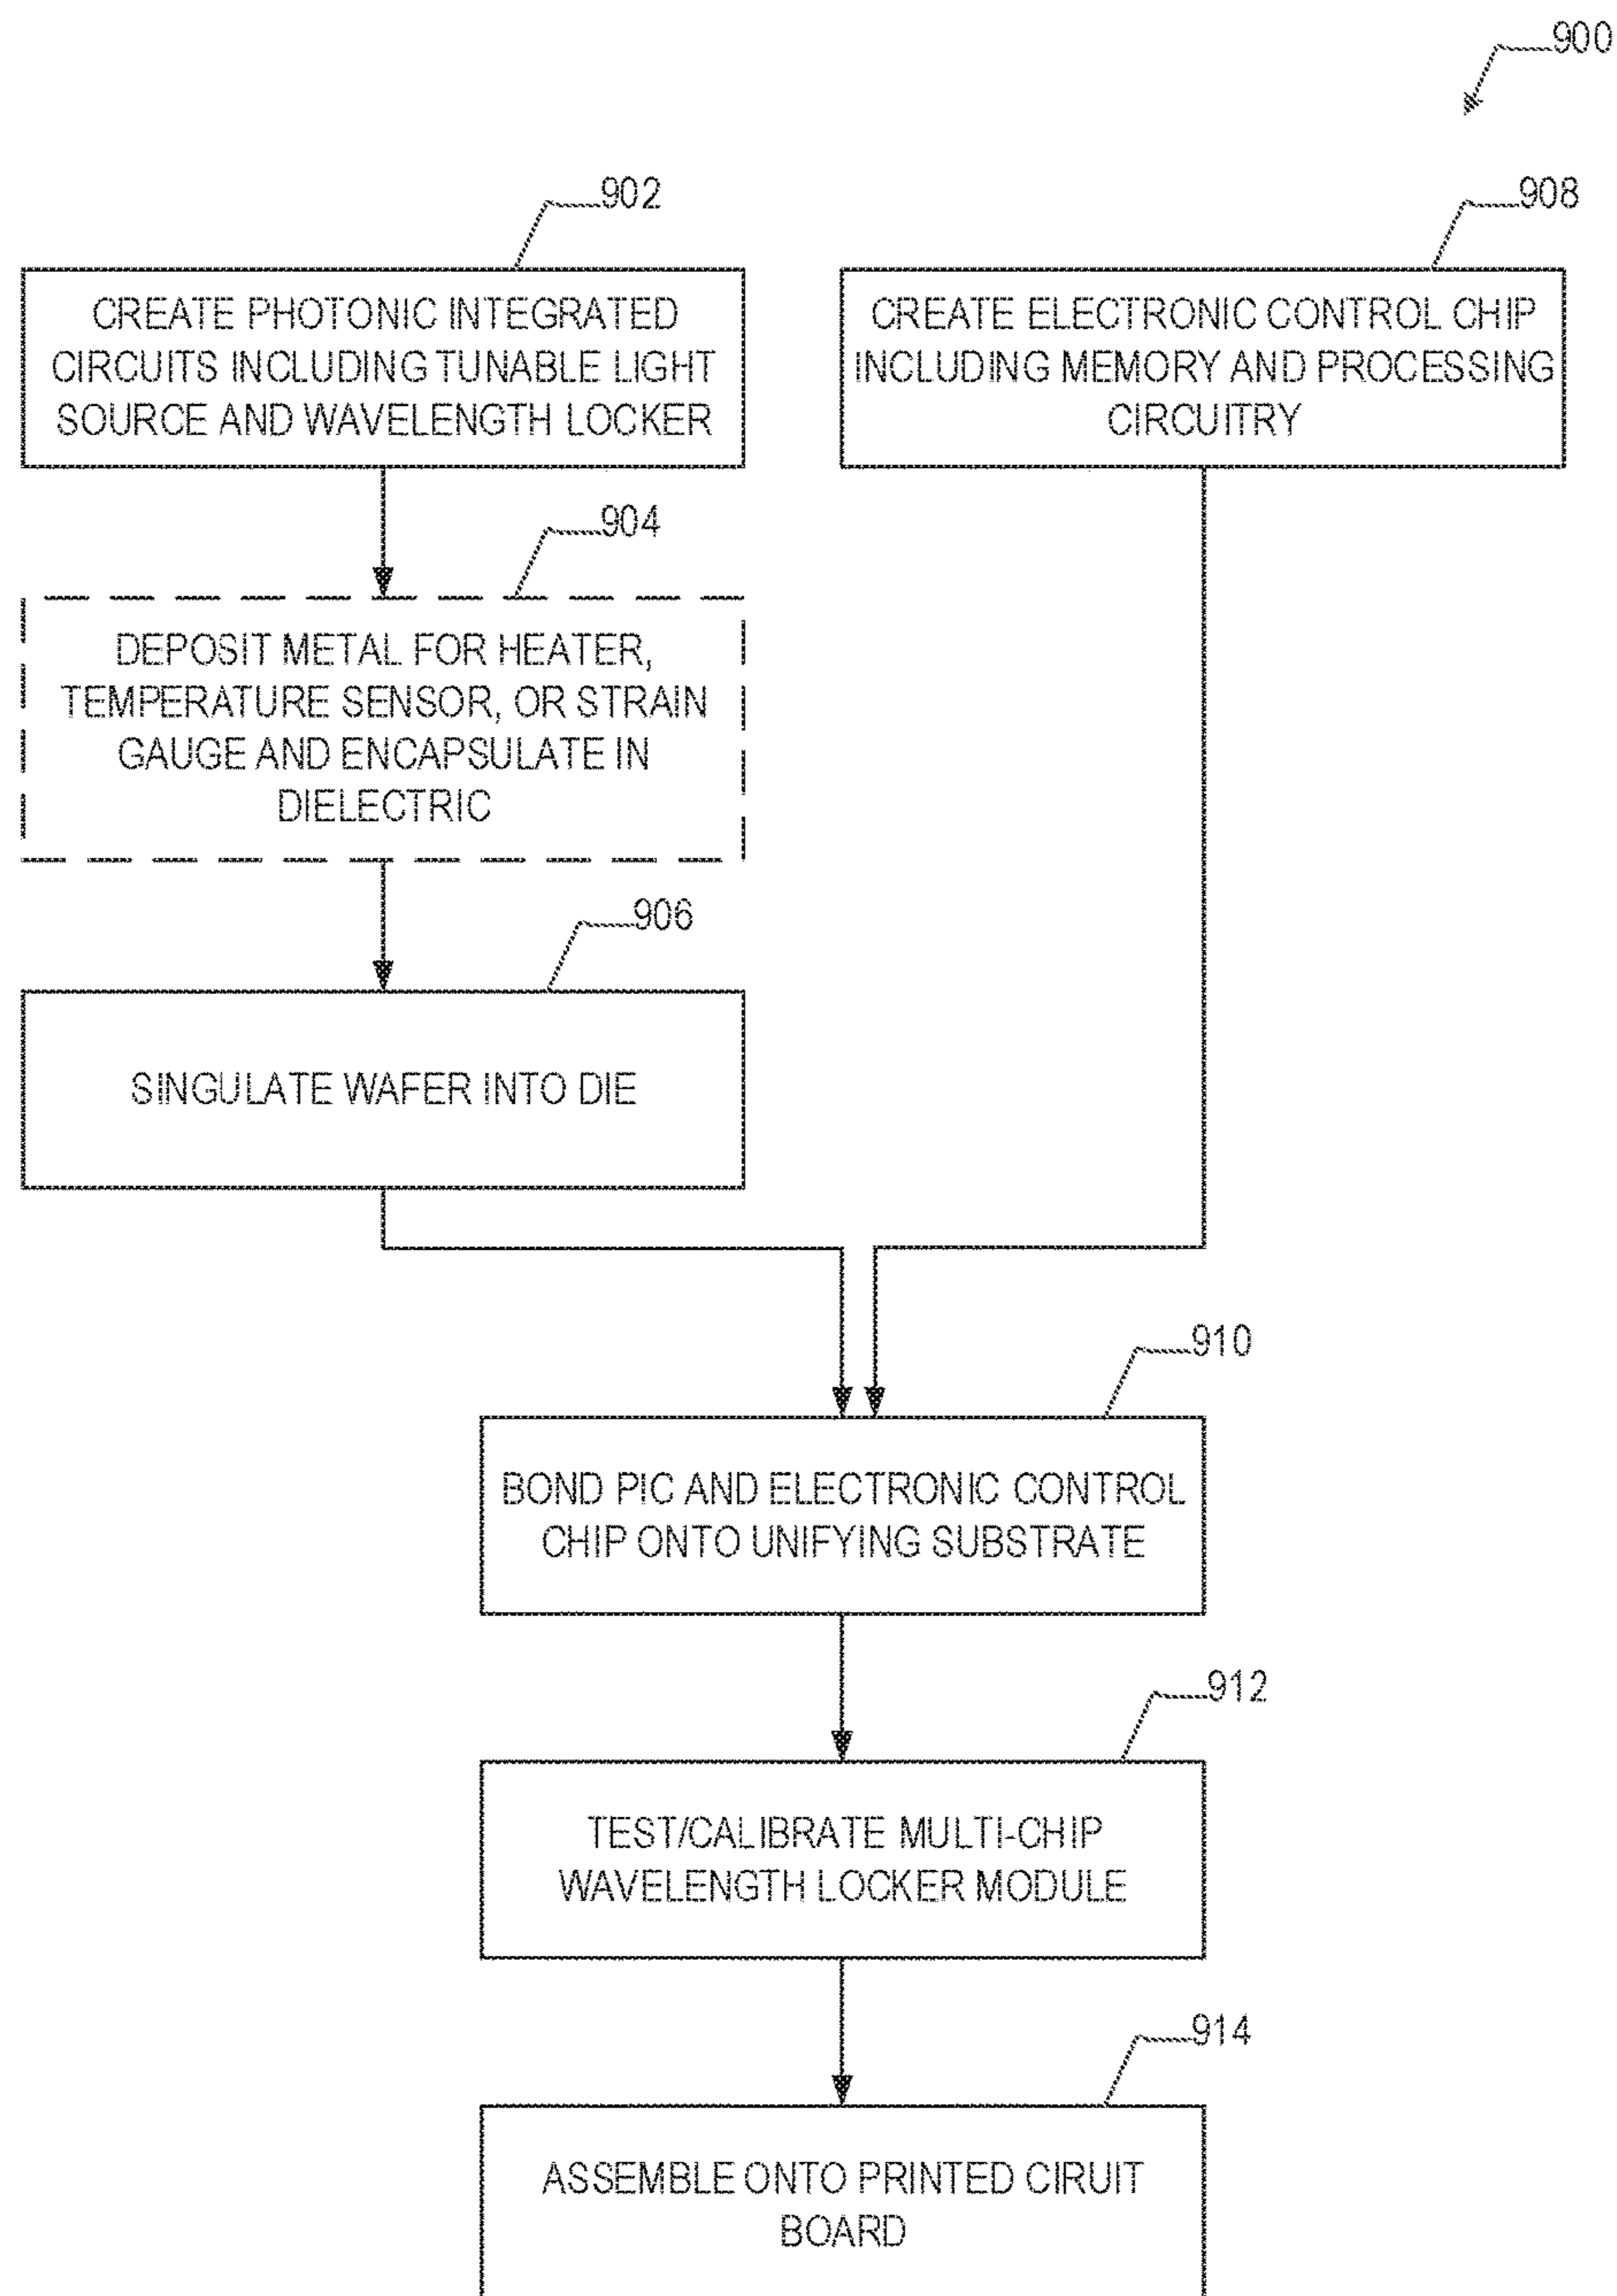 900
902
CREATE PHOTONIC INTEGRATED
CIRCUITS INCLUDING TUNABLE LIGHT
SOURCE AND WAVELENGTH LOCKER
908
CREATE ELECTRONIC CONTROL CHIP
INCLUDING MEMORY AND PROCESSING
CIRCUITRY
904
DEPOSIT METAL FOR HEATER,
TEMPERATURE SENSOR, OR STRAIN
GAUGE AND ENCAPSULATE IN
DIELECTRIC
906
SINGULATE WAFER INTO DIE
910
BOND PIC AND ELECTRONIC CONTROL
CHIP ONTO UNIFYING SUBSTRATE
912
TEST/CALIBRATE MULTI-CHIP
WAVELENGTH LOCKER MODULE
914
ASSEMBLE ONTO PRINTED CIRUIT
BOARD